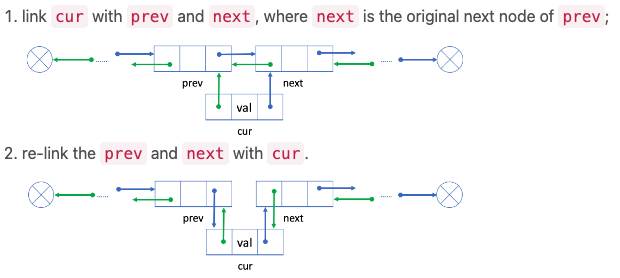 1. link cur with prev and next, where next is the original next node of prev;
......
......
prev
next
val
cur
2. re-link the prev and next with cur.
......
......
prev
next
val
cur